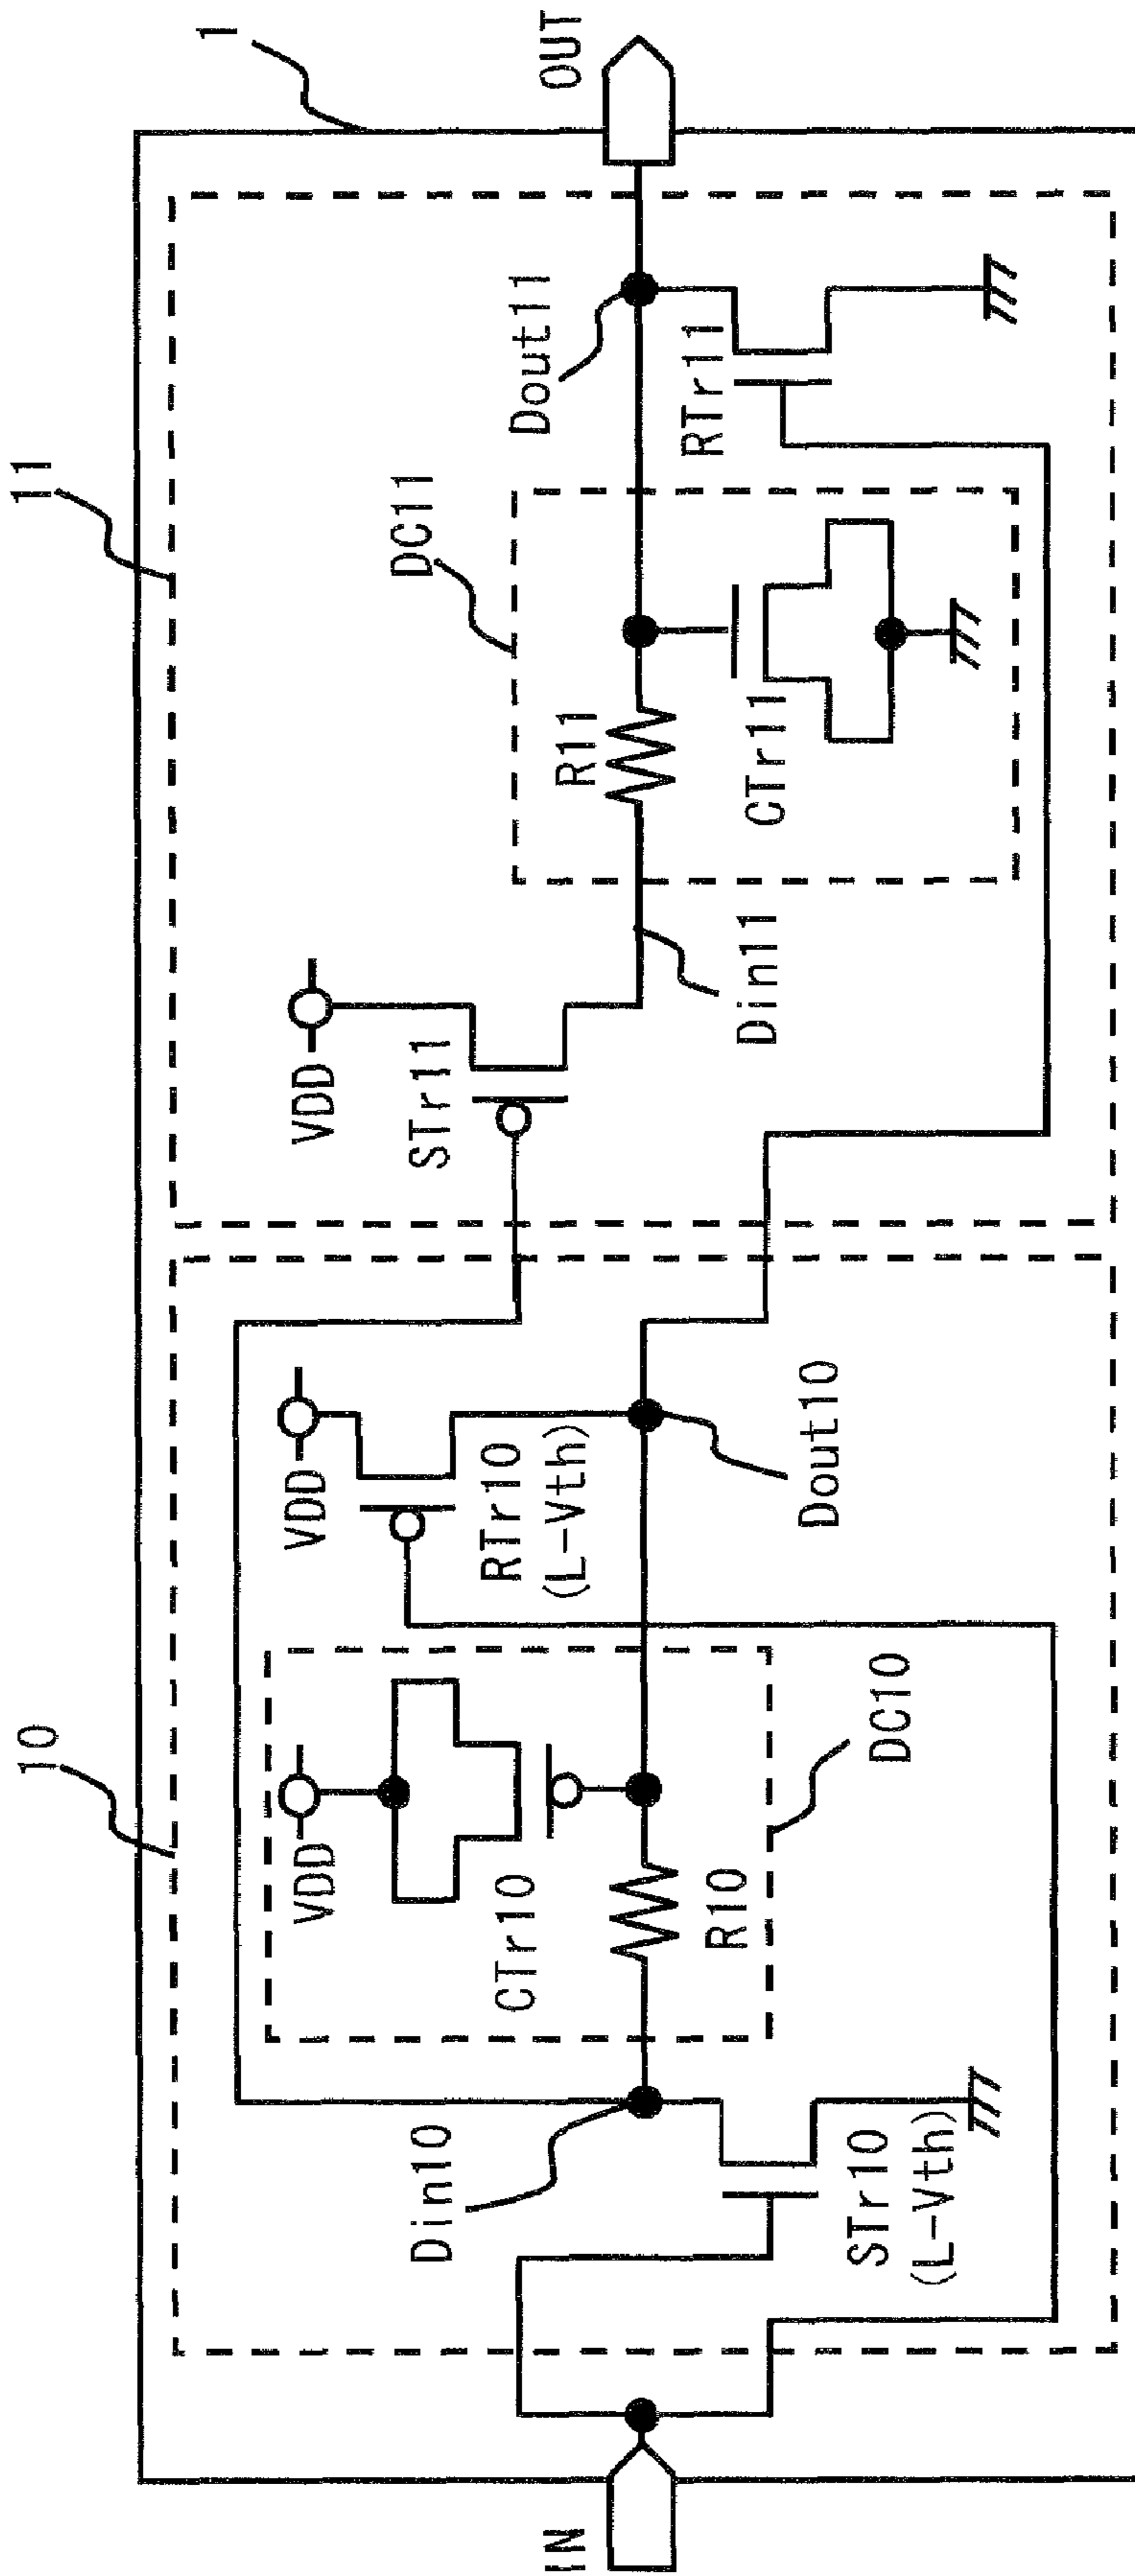 1
10
11
IN
Din10
STr10
(L-Vth)
VDD
CTr10
R10
DC10
VDD
RTr10
(L-Vth)
Dout10
VDD
STr11
Din11
DC11
R11
CTr11
Dout11
RTr11
OUT